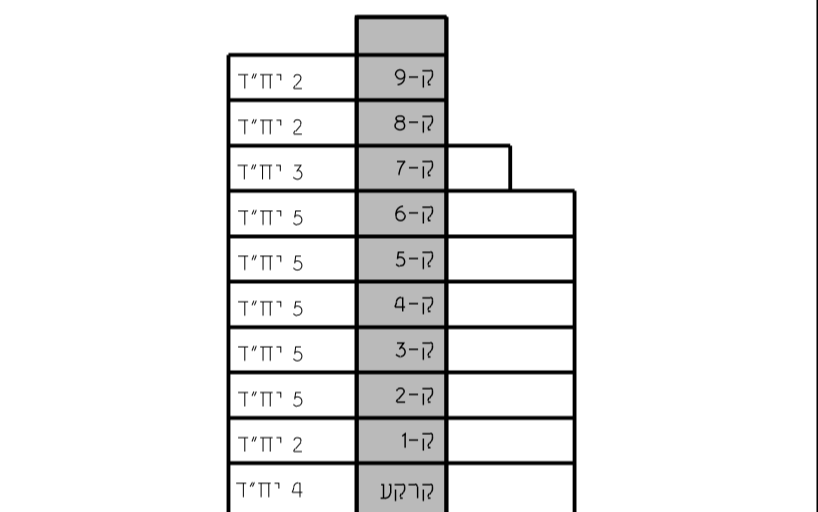 ק-9 2 יח"ד
ק-8 2 יח"ד
ק-7 3 יח"ד
ק-6 5 יח"ד
ק-5 5 יח"ד
ק-4 5 יח"ד
ק-3 5 יח"ד
ק-2 5 יח"ד
ק-1 2 יח"ד
קרקע 4 יח"ד